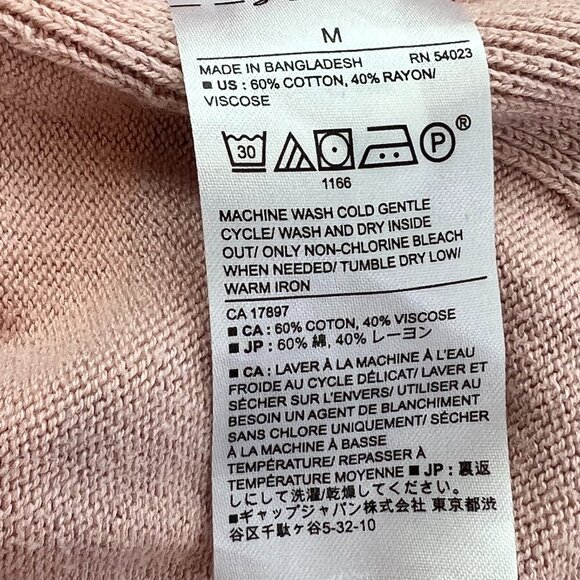 M
MADE IN BANGLADESH RN 54023
■ US : 60% COTTON, 40% RAYON/
VISCOSE
30 P ®
1166
MACHINE WASH COLD GENTLE
CYCLE/ WASH AND DRY INSIDE
OUT/ ONLY NON-CHLORINE BLEACH
WHEN NEEDED/ TUMBLE DRY LOW/
WARM IRON
CA 17897
■ CA : 60% COTON, 40% VISCOSE
■ JP : 60% 綿, 40% レーヨン
■ CA : LAVER À LA MACHINE À L'EAU
FROIDE AU CYCLE DÉLICAT/ LAVER ET
SÉCHER SUR L'ENVERS/ UTILISER AU
BESOIN UN AGENT DE BLANCHIMENT
SANS CHLORE UNIQUEMENT/ SÉCHER
À LA MACHINE À BASSE
TEMPÉRATURE/ REPASSER À
TEMPÉRATURE MOYENNE ■ JP : 裏返
しにして洗濯/乾燥してください。
■ギャップジャパン株式会社 東京都渋
谷区千駄ヶ谷5-32-10